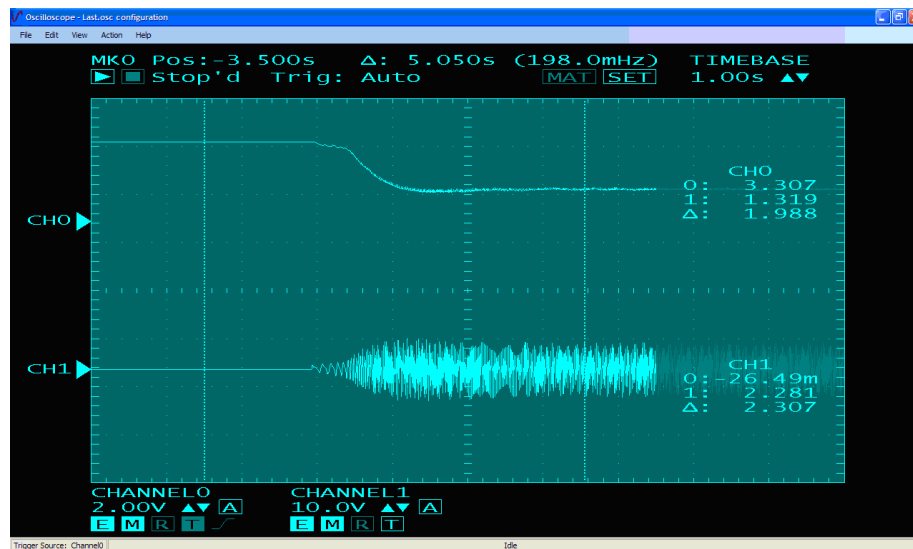 Oscilloscope - Last.osc configuration
File Edit View Action Help
MK0 Pos:-3.500s Δ: 5.050s (198.0mHz) TIMEBASE
Stop'd Trig: Auto MAT SET 1.00s ▲▼
CH0
0: 3.307
1: 1.319
Δ: 1.988
CH0
CH1
CH1
0:-26.49m
1: 2.281
Δ: 2.307
CHANNEL0 CHANNEL1
2.00V ▲▼ A 10.0V ▲▼ A
E M R T E M R T
Trigger Source: Channel0 Idle